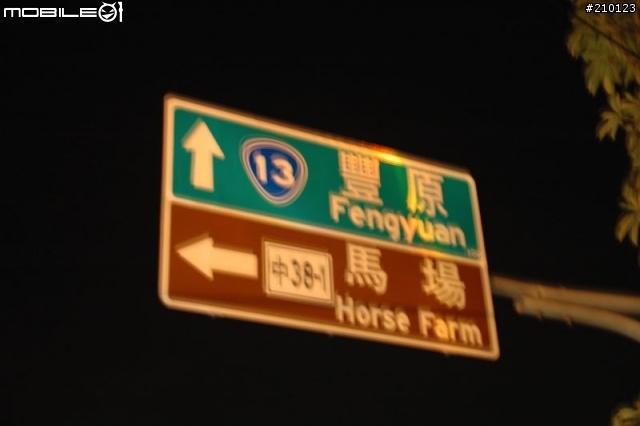 MOBILE01
#210123
13 豐原
Fengyuan
中38-1 馬場
Horse Farm